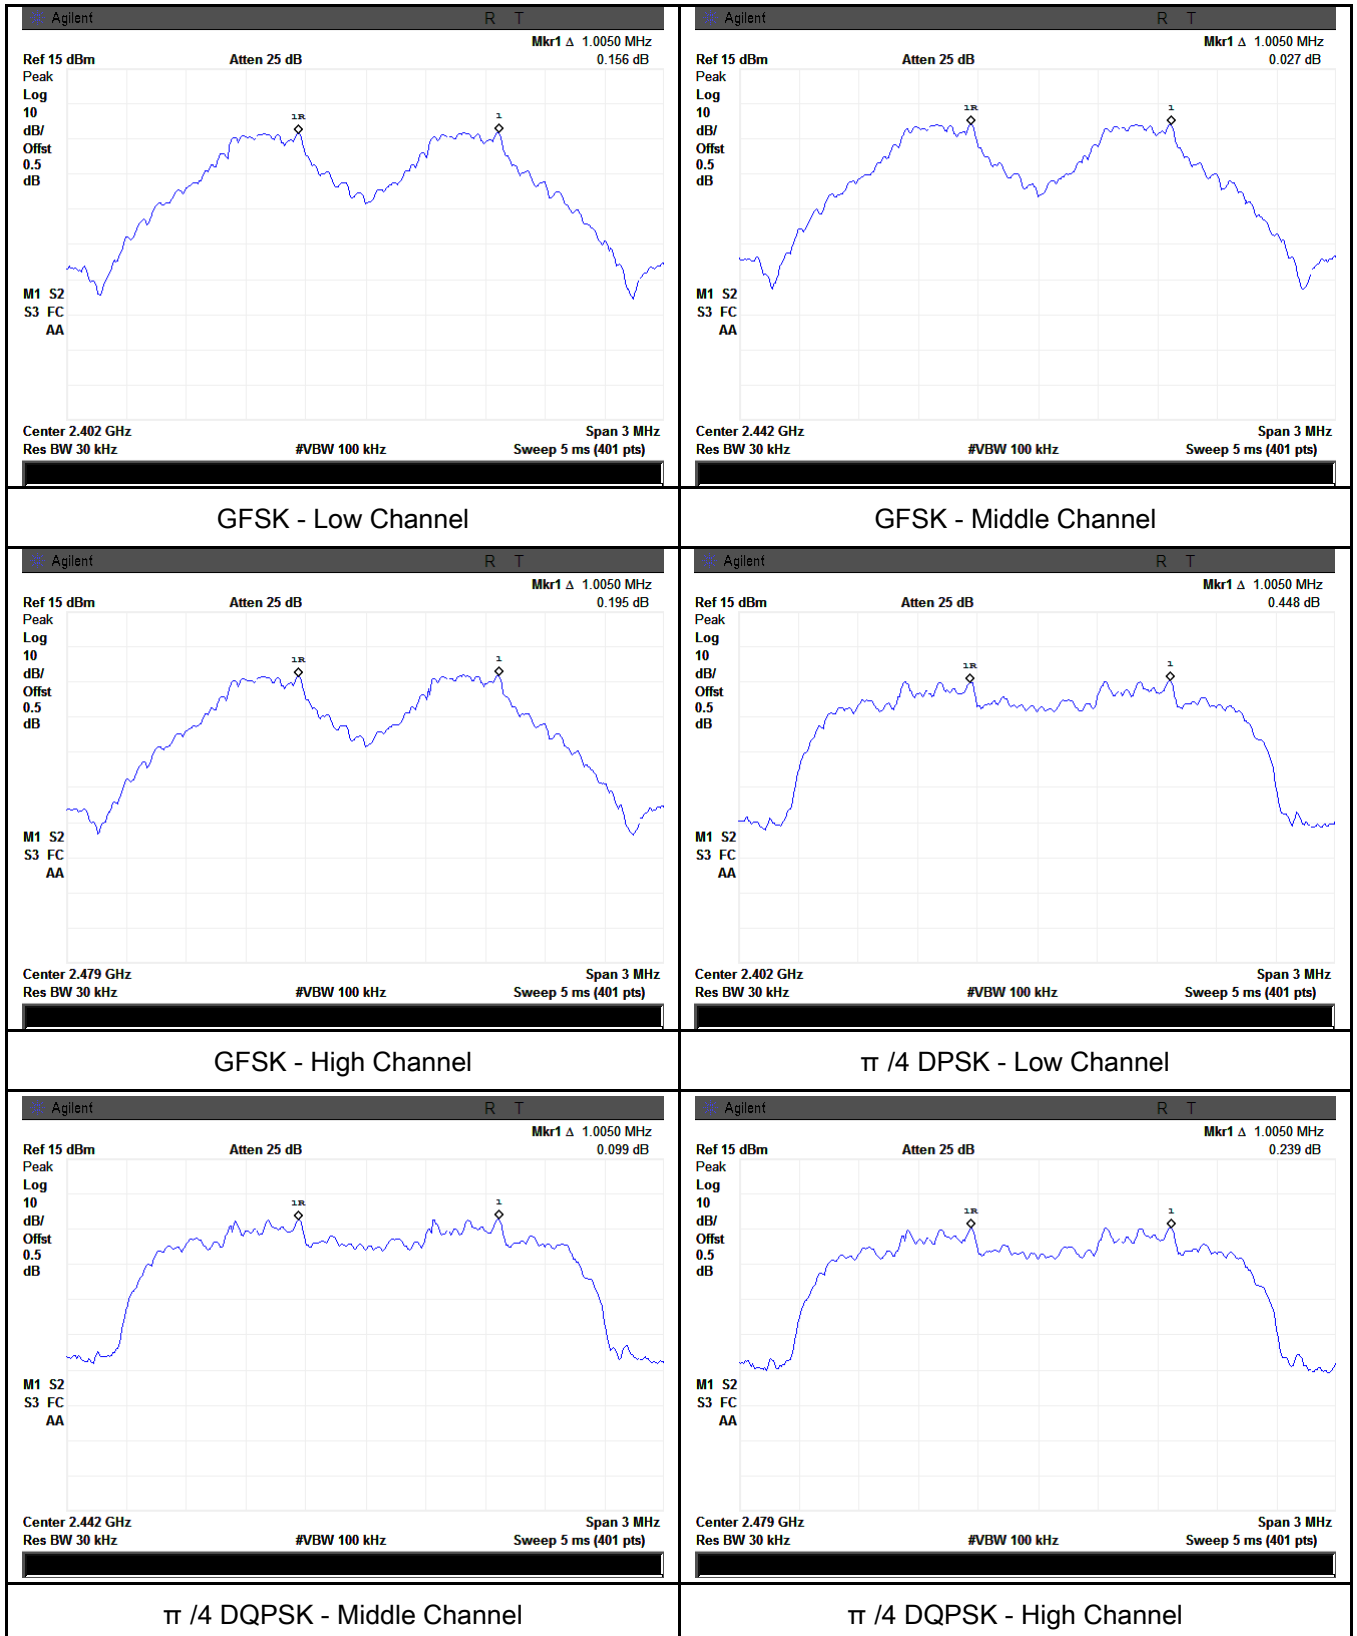 Agilent R T
Mkr1 Δ 1.0050 MHz
Ref 15 dBm Atten 25 dB 0.156 dB
Peak
Log
10
dB/
Offst
0.5
dB
1R 1
M1 S2
S3 FC
AA
Center 2.402 GHz Span 3 MHz
Res BW 30 kHz #VBW 100 kHz Sweep 5 ms (401 pts)
GFSK - Low Channel
Agilent R T
Mkr1 Δ 1.0050 MHz
Ref 15 dBm Atten 25 dB 0.027 dB
Peak
Log
10
dB/
Offst
0.5
dB
1R 1
M1 S2
S3 FC
AA
Center 2.442 GHz Span 3 MHz
Res BW 30 kHz #VBW 100 kHz Sweep 5 ms (401 pts)
GFSK - Middle Channel
Agilent R T
Mkr1 Δ 1.0050 MHz
Ref 15 dBm Atten 25 dB 0.195 dB
Peak
Log
10
dB/
Offst
0.5
dB
1R 1
M1 S2
S3 FC
AA
Center 2.479 GHz Span 3 MHz
Res BW 30 kHz #VBW 100 kHz Sweep 5 ms (401 pts)
GFSK - High Channel
Agilent R T
Mkr1 Δ 1.0050 MHz
Ref 15 dBm Atten 25 dB 0.448 dB
Peak
Log
10
dB/
Offst
0.5
dB
1R 1
M1 S2
S3 FC
AA
Center 2.402 GHz Span 3 MHz
Res BW 30 kHz #VBW 100 kHz Sweep 5 ms (401 pts)
π /4 DPSK - Low Channel
Agilent R T
Mkr1 Δ 1.0050 MHz
Ref 15 dBm Atten 25 dB 0.099 dB
Peak
Log
10
dB/
Offst
0.5
dB
1R 1
M1 S2
S3 FC
AA
Center 2.442 GHz Span 3 MHz
Res BW 30 kHz #VBW 100 kHz Sweep 5 ms (401 pts)
π /4 DQPSK - Middle Channel
Agilent R T
Mkr1 Δ 1.0050 MHz
Ref 15 dBm Atten 25 dB 0.239 dB
Peak
Log
10
dB/
Offst
0.5
dB
1R 1
M1 S2
S3 FC
AA
Center 2.479 GHz Span 3 MHz
Res BW 30 kHz #VBW 100 kHz Sweep 5 ms (401 pts)
π /4 DQPSK - High Channel